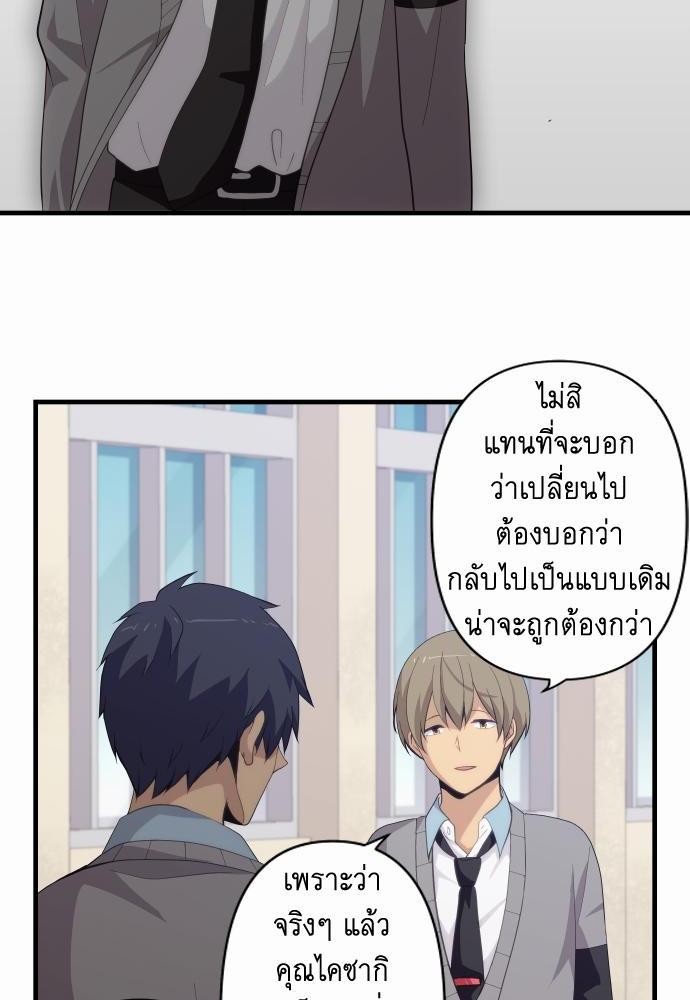 ไม่สิ
แทนที่จะบอก
ว่าเปลี่ยนไป
ต้องบอกว่า
กลับไปเป็นแบบเดิม
น่าจะถูกต้องกว่า
เพราะว่า
จริงๆ แล้ว
คุณไคซากิ